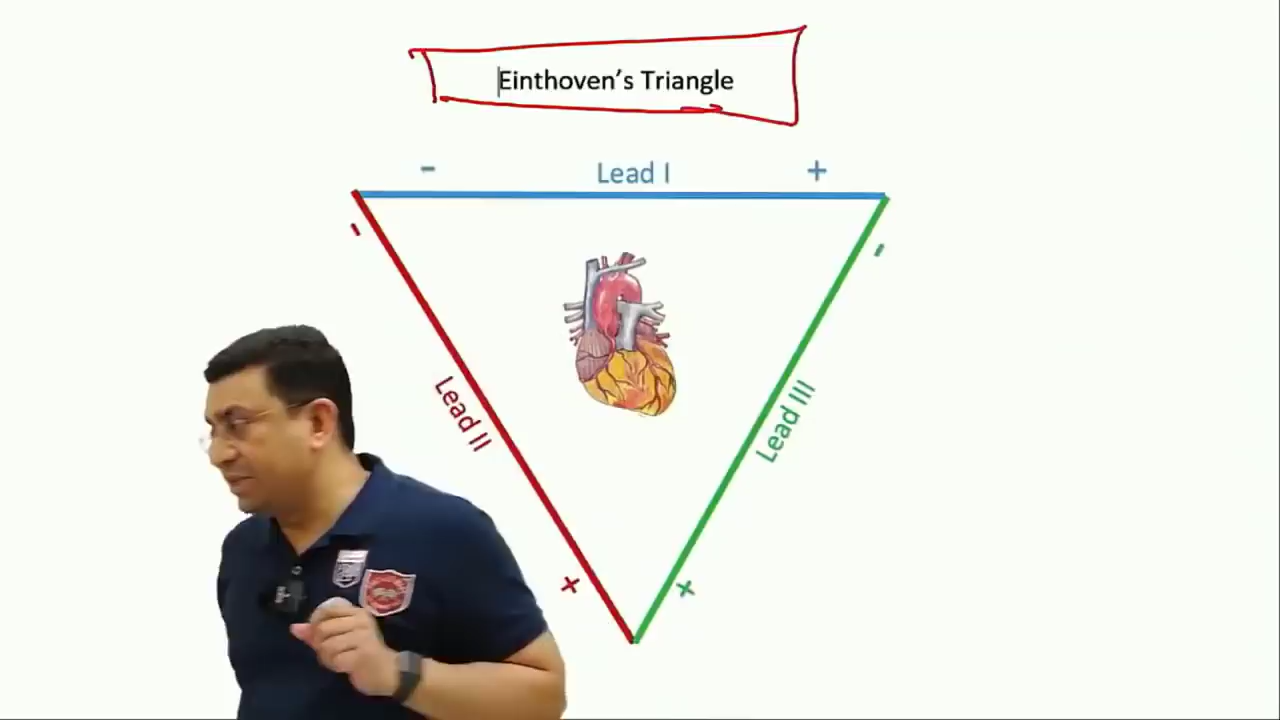 Einthoven's Triangle
- Lead I +
- -
Lead II
Lead III
+ +